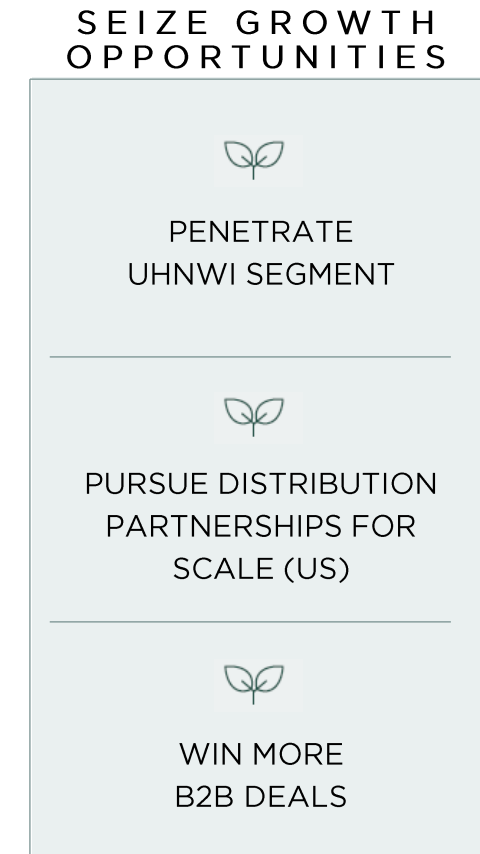 SEIZE GROWTH
OPPORTUNITIES
PENETRATE
UHNWI SEGMENT
PURSUE DISTRIBUTION
PARTNERSHIPS FOR
SCALE (US)
WIN MORE
B2B DEALS